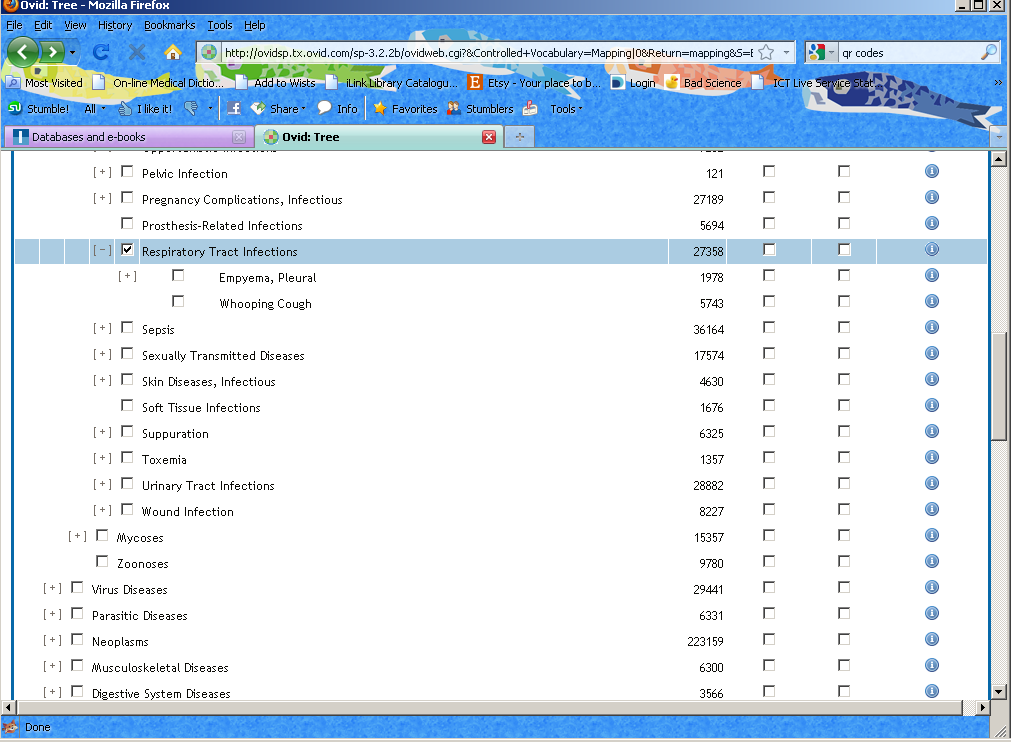 Ovid: Tree - Mozilla Firefox
File Edit View History Bookmarks Tools Help
http://ovidsp.tx.ovid.com/sp-3.2.2b/ovidweb.cgi?&Controlled+Vocabulary=Mapping|0&Return=mapping&S=E qr codes
Most Visited On-line Medical Dictio... Add to Wists iLink Library Catalogu... Etsy - Your place to b... Login Bad Science ICT Live Service Stat... »
Stumble! All I like it! Share Info Favorites Stumblers Tools
Databases and e-books Ovid: Tree
[+] Pelvic Infection 121
[+] Pregnancy Complications, Infectious 27189
Prosthesis-Related Infections 5694
[-] Respiratory Tract Infections 27358
[+] Empyema, Pleural 1978
Whooping Cough 5743
[+] Sepsis 36164
[+] Sexually Transmitted Diseases 17574
[+] Skin Diseases, Infectious 4630
Soft Tissue Infections 1676
[+] Suppuration 6325
[+] Toxemia 1357
[+] Urinary Tract Infections 28882
[+] Wound Infection 8227
[+] Mycoses 15357
Zoonoses 9780
[+] Virus Diseases 29441
[+] Parasitic Diseases 6331
[+] Neoplasms 223159
[+] Musculoskeletal Diseases 6300
[+] Digestive System Diseases 3566
Done